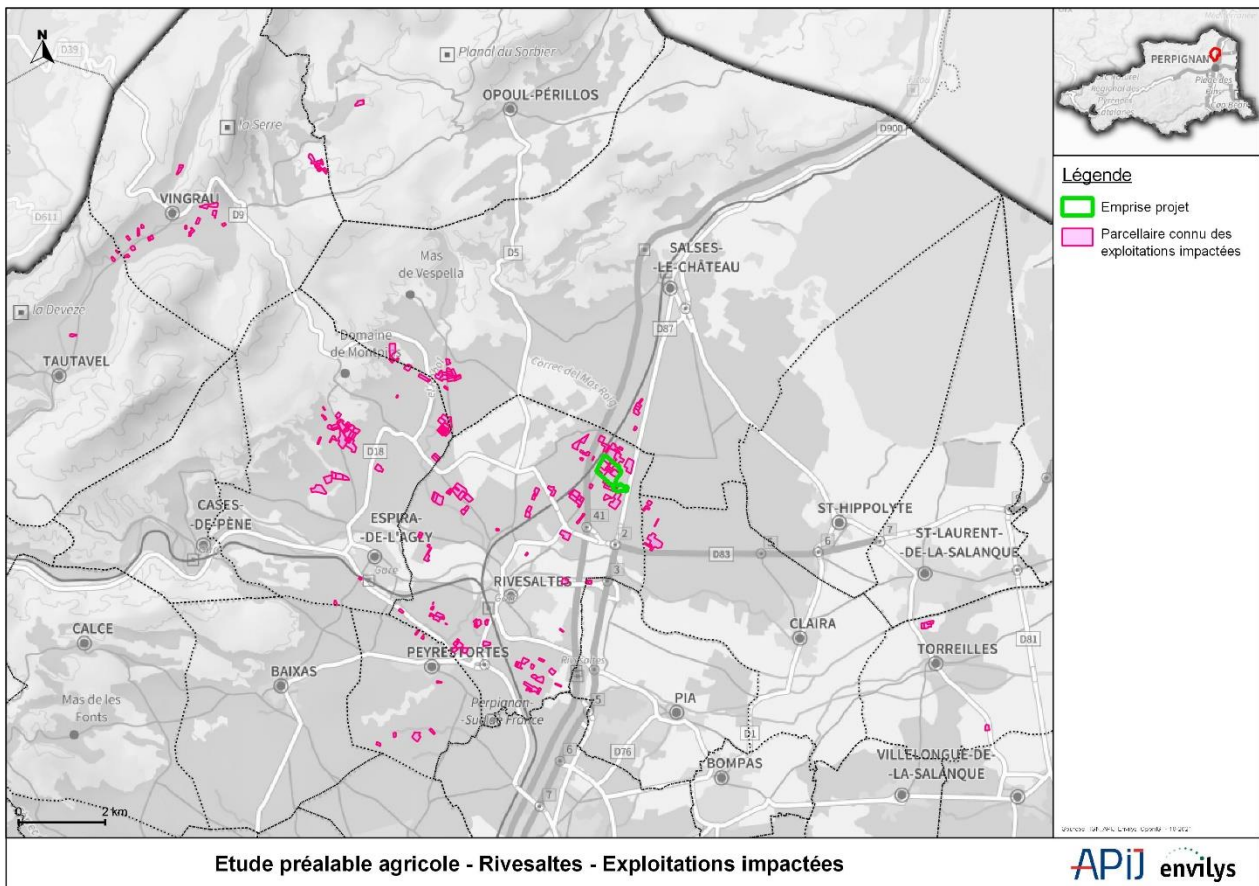 N
D39
Planal du Sorbier
OPOUL-PÉRILLOS
la Serre
D900
VINGRAU
D611
D9
D5
SALSES-
-LE-CHÂTEAU
Mas
de Vespella
la Devèze
D87
Domaine
TAUTAVEL
Correc del Mas Roig
D18
CASES-
-DE-PÈNE
ESPIRA-
-DE-L'AGLY
Gare
41
2
D83
5
6
7
9
ST-HIPPOLYTE
ST-LAURENT-
-DE-LA-SALANQUE
3
RIVESALTES
CALCE
CLAIRA
D81
BAIXAS
PEYRESTORTES
TORREILLES
Rivesaltes
Mas de les
Fonts
Perpignan-
-Sud de France
5
PIA
D1
6
D76
BOMPAS
VILLELONGUE-DE-
-LA-SALANQUE
7
0 2 km
PERPIGNAN
Légende
Emprise projet
Parcellaire connu des
exploitations impactées
Etude préalable agricole - Rivesaltes - Exploitations impactées
APIJ envilys